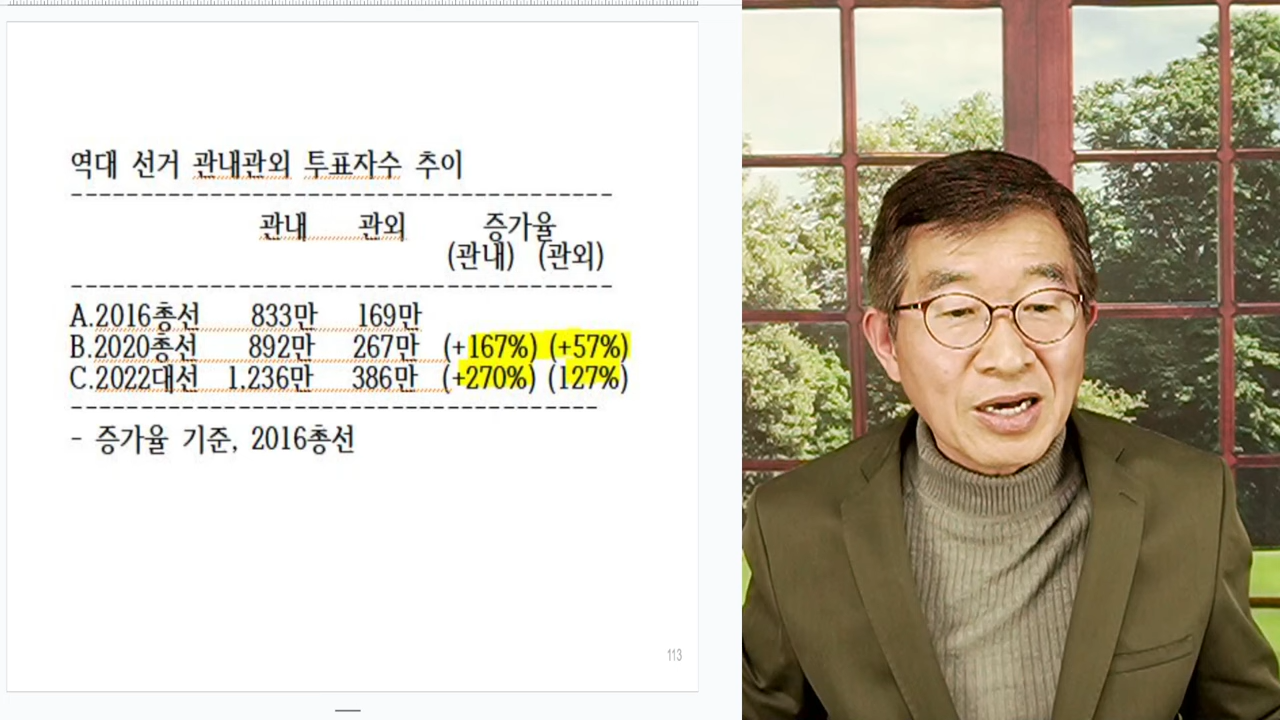 역대 선거 관내관외 투표자수 추이
관내 관외 증가율
(관내) (관외)
A.2016총선 833만 169만
B.2020총선 892만 267만 (+167%) (+57%)
C.2022대선 1,236만 386만 (+270%) (127%)
- 증가율 기준, 2016총선
113